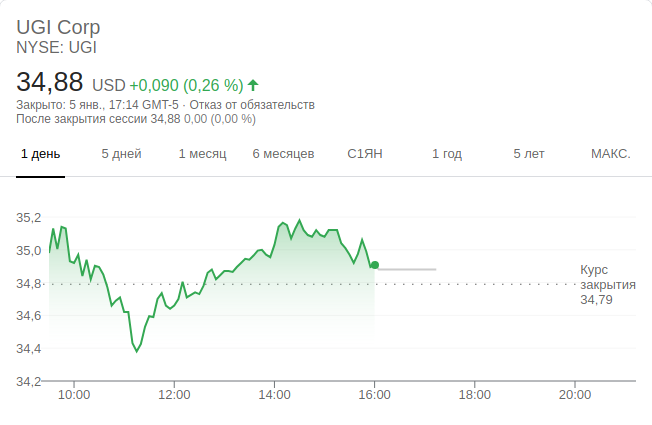 UGI Corp
NYSE: UGI
34,88 USD +0,090 (0,26 %)
Закрыто: 5 янв., 17:14 GMT-5 · Отказ от обязательств
После закрытия сессии 34,88 0,00 (0,00 %)
1 день 5 дней 1 месяц 6 месяцев С1ЯН 1 год 5 лет МАКС.
35,2
35,0
34,8
34,6
34,4
34,2
Курс
закрытия
34,79
10:00 12:00 14:00 16:00 18:00 20:00